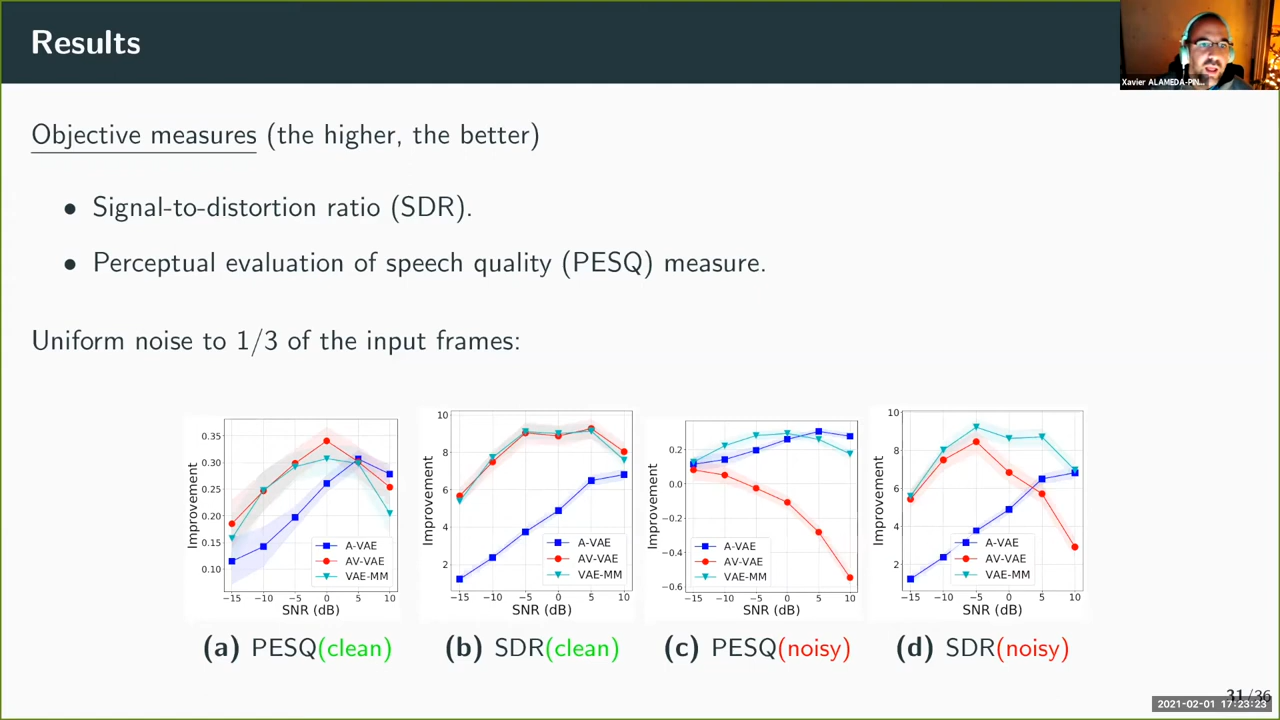 Results
Xavier ALAMEDA-PIN...
Objective measures (the higher, the better)
• Signal-to-distortion ratio (SDR).
• Perceptual evaluation of speech quality (PESQ) measure.
Uniform noise to 1/3 of the input frames:
Improvement
0.35
0.30
0.25
0.20
0.15
0.10
A-VAE
AV-VAE
VAE-MM
−15 −10 −5 0 5 10
SNR (dB)
(a) PESQ(clean)
Improvement
10
8
6
4
2
A-VAE
AV-VAE
VAE-MM
−15 −10 −5 0 5 10
SNR (dB)
(b) SDR(clean)
Improvement
0.2
0.0
−0.2
−0.4
−0.6
A-VAE
AV-VAE
VAE-MM
−15 −10 −5 0 5 10
SNR (dB)
(c) PESQ(noisy)
Improvement
10
8
6
4
2
A-VAE
AV-VAE
VAE-MM
−15 −10 −5 0 5 10
SNR (dB)
(d) SDR(noisy)
31/36
2021-02-01 17:23:23